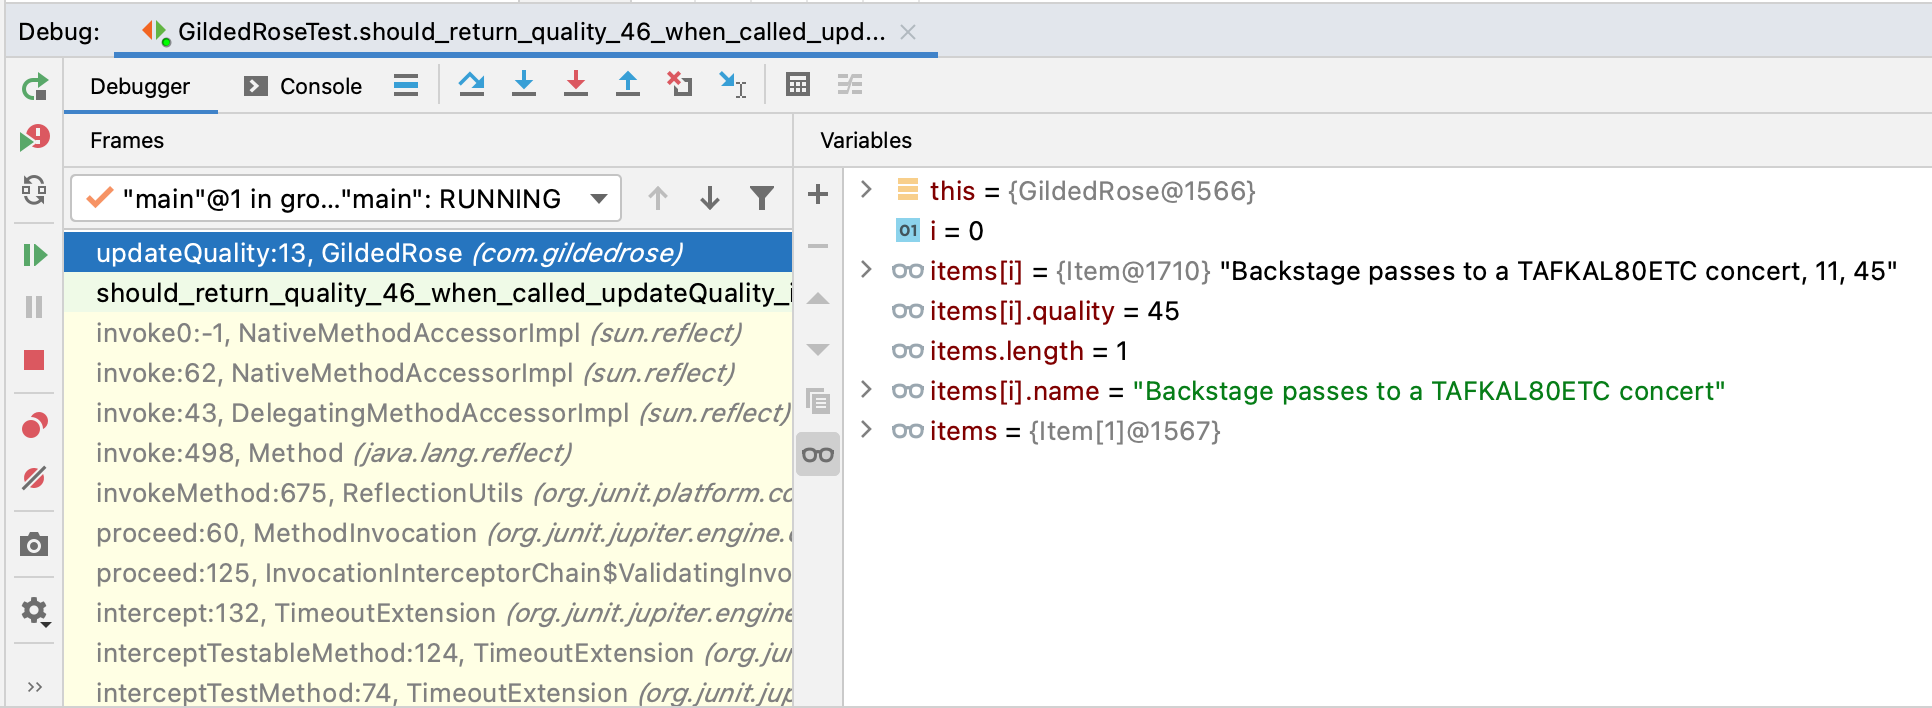 Debug: GildedRoseTest.should_return_quality_46_when_called_upd...
Debugger Console
Frames
Variables
"main"@1 in gro..."main": RUNNING
updateQuality:13, GildedRose (com.gildedrose)
should_return_quality_46_when_called_updateQuality_i
invoke0:-1, NativeMethodAccessorImpl (sun.reflect)
invoke:62, NativeMethodAccessorImpl (sun.reflect)
invoke:43, DelegatingMethodAccessorImpl (sun.reflect)
invoke:498, Method (java.lang.reflect)
invokeMethod:675, ReflectionUtils (org.junit.platform.co
proceed:60, MethodInvocation (org.junit.jupiter.engine.
proceed:125, InvocationInterceptorChain$ValidatingInvo
intercept:132, TimeoutExtension (org.junit.jupiter.engine
interceptTestableMethod:124, TimeoutExtension (org.jun
interceptTestMethod:74, TimeoutExtension (org.junit.jup
this = {GildedRose@1566}
01 i = 0
items[i] = {Item@1710} "Backstage passes to a TAFKAL80ETC concert, 11, 45"
items[i].quality = 45
items.length = 1
items[i].name = "Backstage passes to a TAFKAL80ETC concert"
items = {Item[1]@1567}